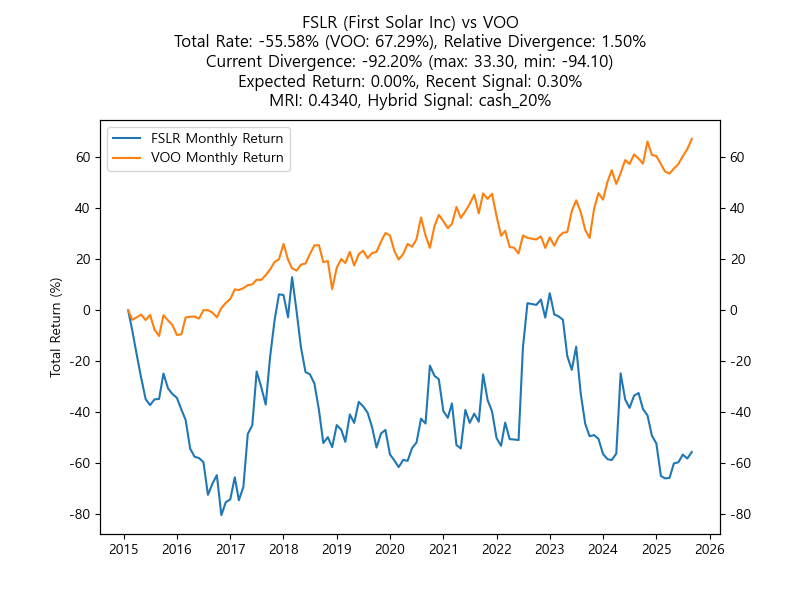 FSLR (First Solar Inc) vs VOO
Total Rate: -55.58% (VOO: 67.29%), Relative Divergence: 1.50%
Current Divergence: -92.20% (max: 33.30, min: -94.10)
Expected Return: 0.00%, Recent Signal: 0.30%
MRI: 0.4340, Hybrid Signal: cash_20%
FSLR Monthly Return
VOO Monthly Return
Total Return (%)
60
40
20
0
-20
-40
-60
-80
60
40
20
0
-20
-40
-60
-80
2015 2016 2017 2018 2019 2020 2021 2022 2023 2024 2025 2026